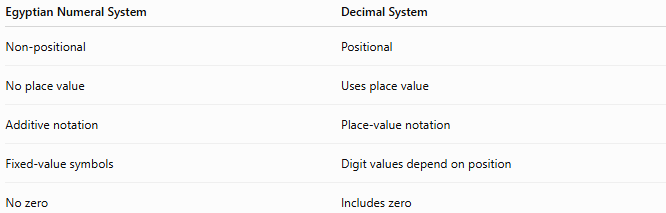 Egyptian Numeral System Decimal System
Non-positional Positional
No place value Uses place value
Additive notation Place-value notation
Fixed-value symbols Digit values depend on position
No zero Includes zero